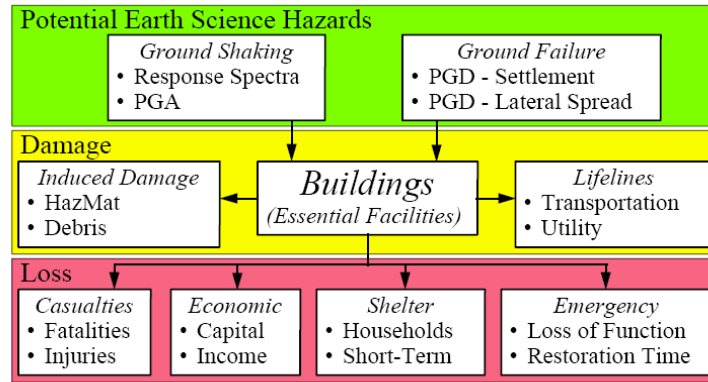 Potential Earth Science Hazards
Ground Shaking
• Response Spectra
• PGA
Ground Failure
• PGD - Settlement
• PGD - Lateral Spread
Damage
Induced Damage
• HazMat
• Debris
Buildings
(Essential Facilities)
Lifelines
• Transportation
• Utility
Loss
Casualties
• Fatalities
• Injuries
Economic
• Capital
• Income
Shelter
• Households
• Short-Term
Emergency
• Loss of Function
• Restoration Time